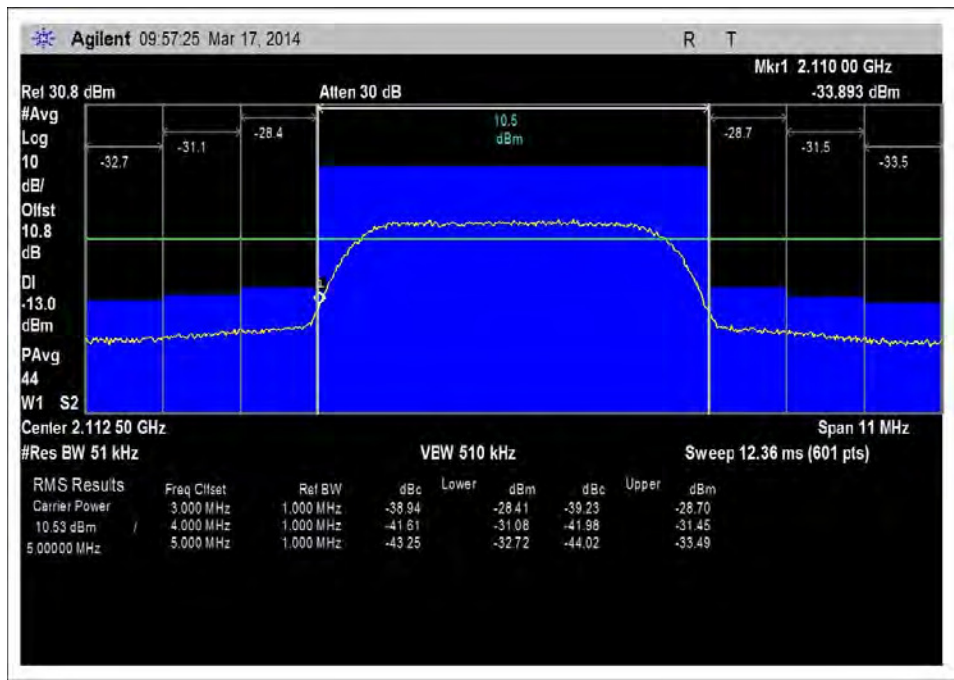 Agilent 09:57:25 Mar 17, 2014 R T
Mkr1 2.110 00 GHz
Ref 30.8 dBm Atten 30 dB -33.893 dBm
#Avg
Log
10
dB/
Offst
10.8
dB
DI
-13.0
dBm
PAvg
44
W1 S2
-32.7 -31.1 -28.4 10.5 -28.7 -31.5 -33.5
dBm
1
Center 2.112 50 GHz Span 11 MHz
#Res BW 51 kHz VBW 510 kHz Sweep 12.36 ms (601 pts)
RMS Results Freq Offset Ref BW dBc Lower dBm dBc Upper dBm
Carrier Power 3.000 MHz 1.000 MHz -38.94 -28.41 -39.23 -28.70
10.53 dBm / 4.000 MHz 1.000 MHz -41.61 -31.08 -41.98 -31.45
5.00000 MHz 5.000 MHz 1.000 MHz -43.25 -32.72 -44.02 -33.49